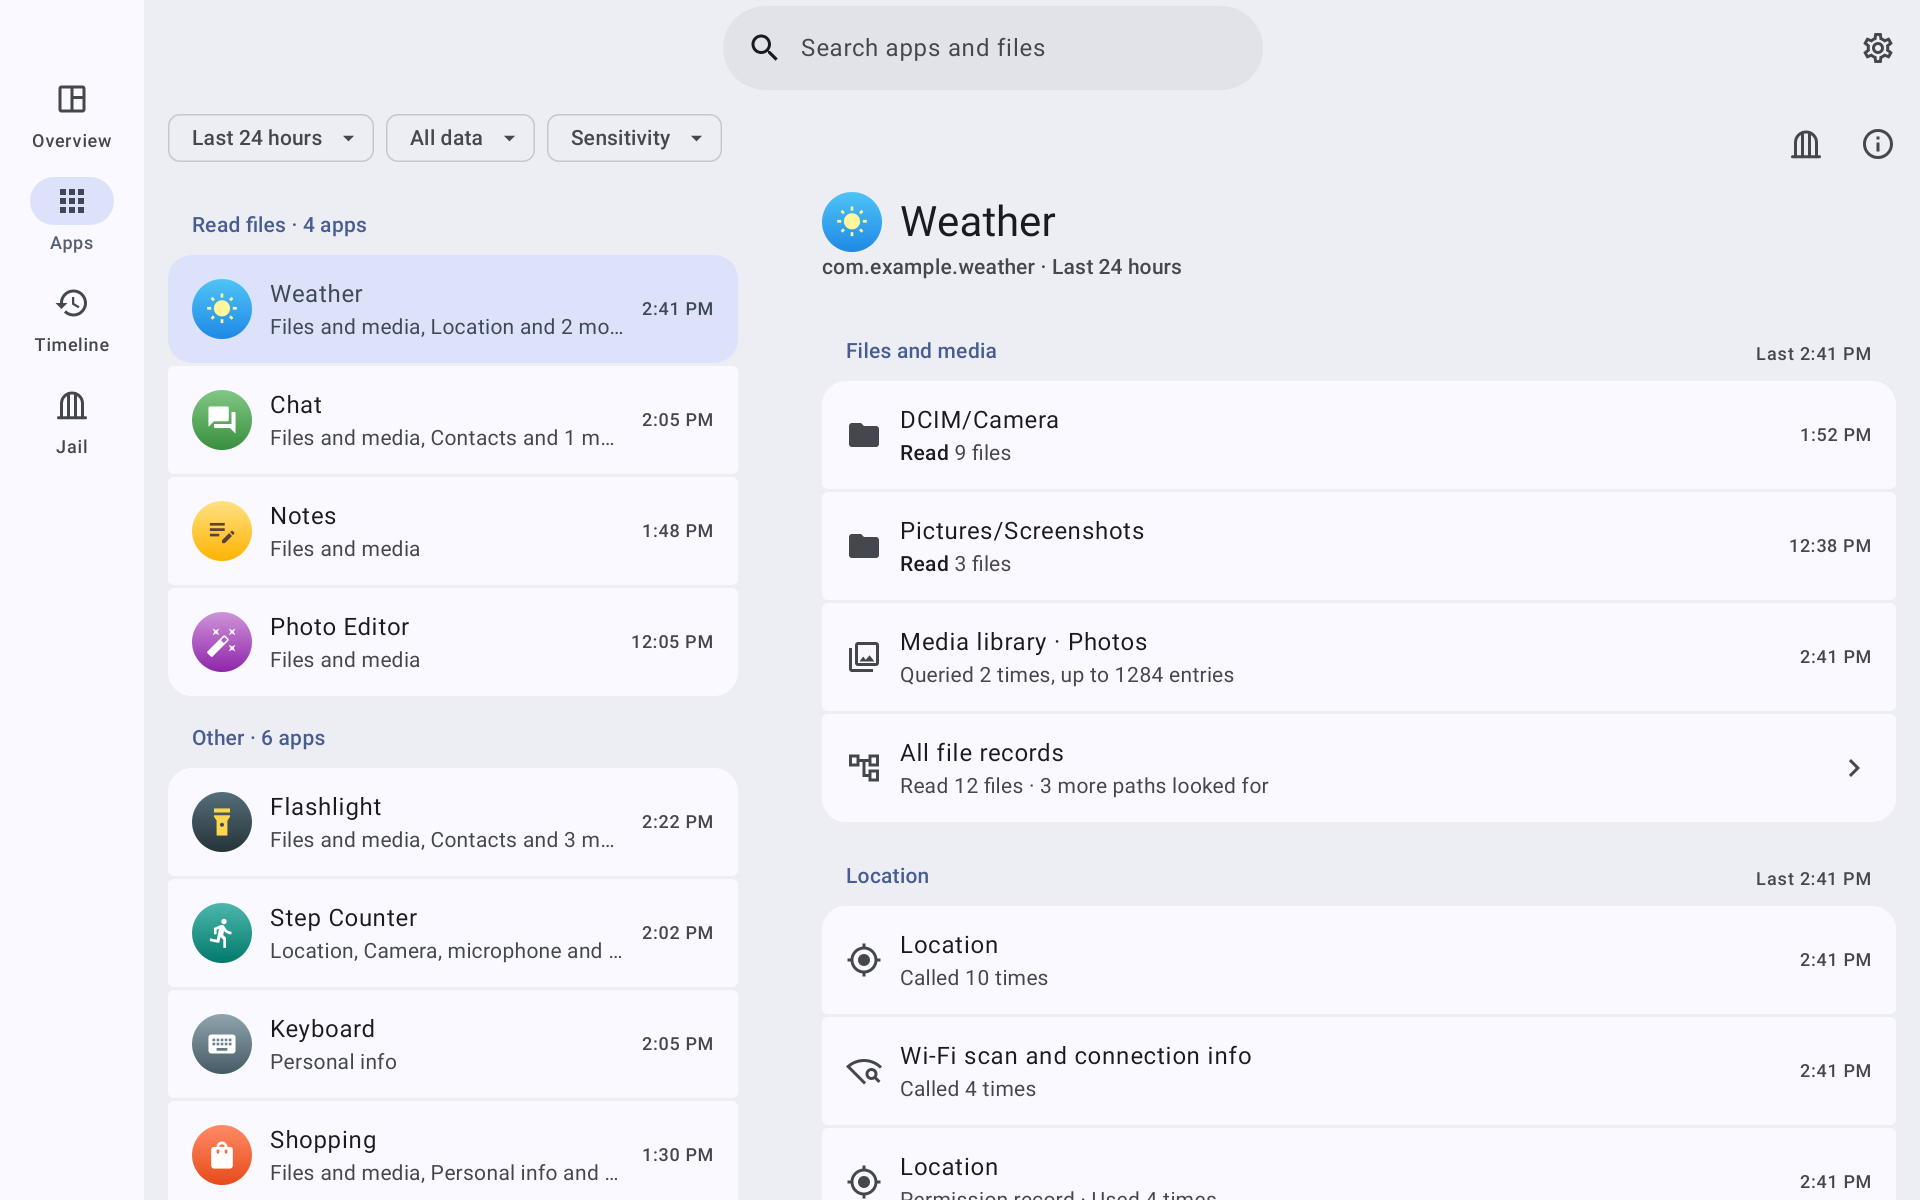 Search apps and files
Overview
Apps
Timeline
Jail
Last 24 hours
All data
Sensitivity
Read files · 4 apps
Weather
Files and media, Location and 2 mo…
2:41 PM
Chat
Files and media, Contacts and 1 m…
2:05 PM
Notes
Files and media
1:48 PM
Photo Editor
Files and media
12:05 PM
Other · 6 apps
Flashlight
Files and media, Contacts and 3 m…
2:22 PM
Step Counter
Location, Camera, microphone and …
2:02 PM
Keyboard
Personal info
2:05 PM
Shopping
Files and media, Personal info and …
1:30 PM
Weather
com.example.weather · Last 24 hours
Files and media
Last 2:41 PM
DCIM/Camera
Read 9 files
1:52 PM
Pictures/Screenshots
Read 3 files
12:38 PM
Media library · Photos
Queried 2 times, up to 1284 entries
2:41 PM
All file records
Read 12 files · 3 more paths looked for
Location
Last 2:41 PM
Location
Called 10 times
2:41 PM
Wi-Fi scan and connection info
Called 4 times
2:41 PM
Location
Permission record · Used 4 times
2:41 PM